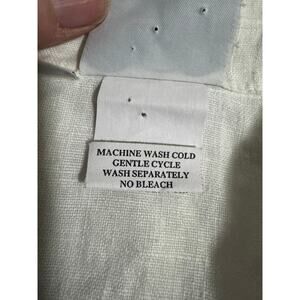 MACHINE WASH COLD
GENTLE CYCLE
WASH SEPARATELY
NO BLEACH